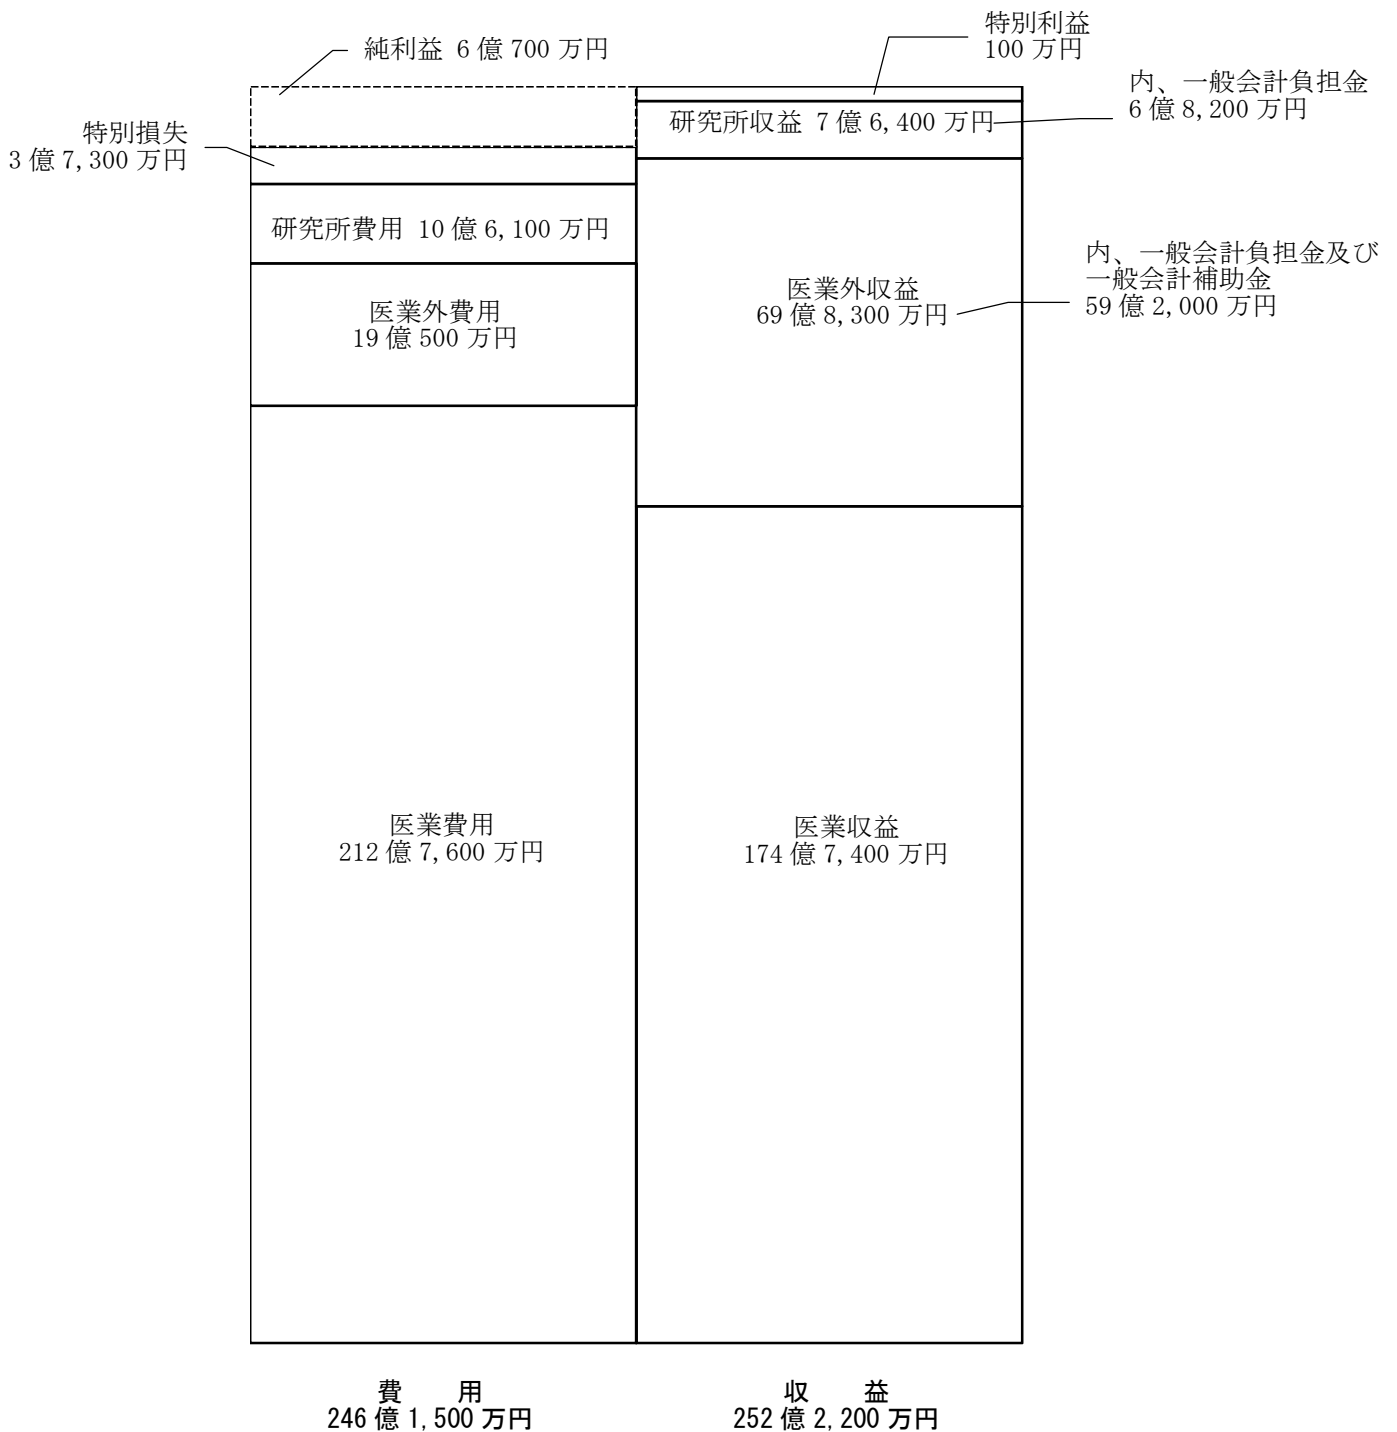 純利益 6億700万円
特別利益
100万円
内、一般会計負担金
6億8,200万円
特別損失
3億7,300万円
研究所収益 7億6,400万円
研究所費用 10億6,100万円
内、一般会計負担金及び
一般会計補助金
59億2,000万円
医業外費用
19億500万円
医業外収益
69億8,300万円
医業費用
212億7,600万円
医業収益
174億7,400万円
費 用
246億1,500万円
収 益
252億2,200万円